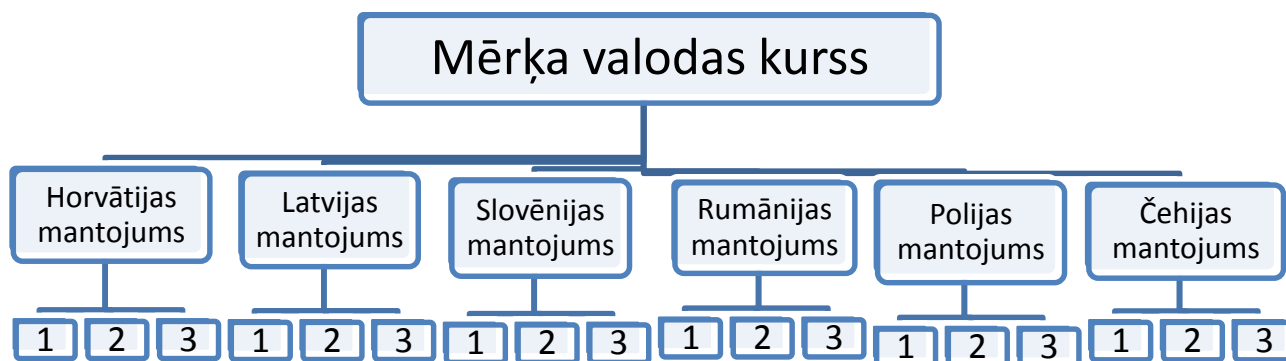 Mērķa valodas kurss
Horvātijas
mantojums
Latvijas
mantojums
Slovēnijas
mantojums
Rumānijas
mantojums
Polijas
mantojums
Čehijas
mantojums
1 2 3
1 2 3
1 2 3
1 2 3
1 2 3
1 2 3